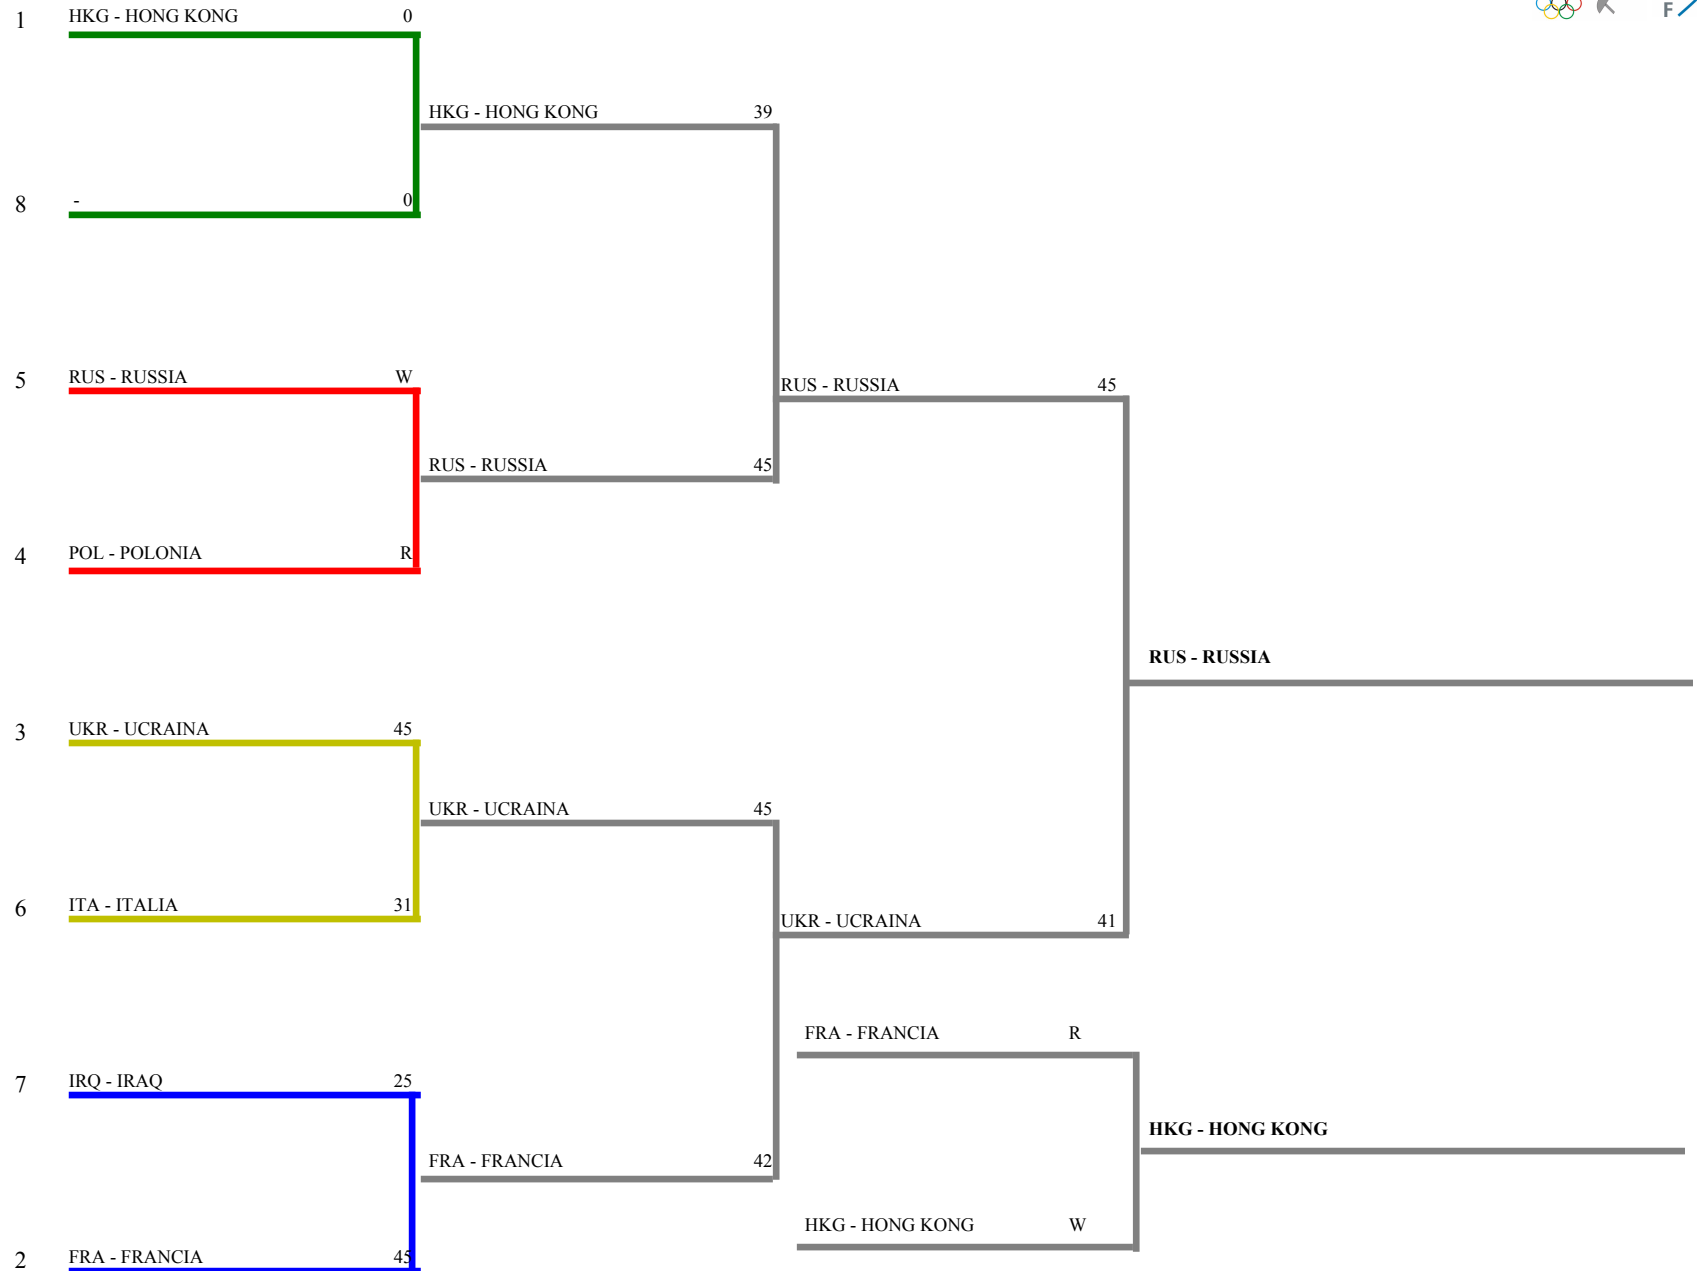 F
1 HKG - HONG KONG 0
HKG - HONG KONG 39
8 - 0
5 RUS - RUSSIA W
RUS - RUSSIA 45
RUS - RUSSIA 45
4 POL - POLONIA R
RUS - RUSSIA
3 UKR - UCRAINA 45
UKR - UCRAINA 45
6 ITA - ITALIA 31
UKR - UCRAINA 41
FRA - FRANCIA R
7 IRQ - IRAQ 25
HKG - HONG KONG
FRA - FRANCIA 42
HKG - HONG KONG W
2 FRA - FRANCIA 45